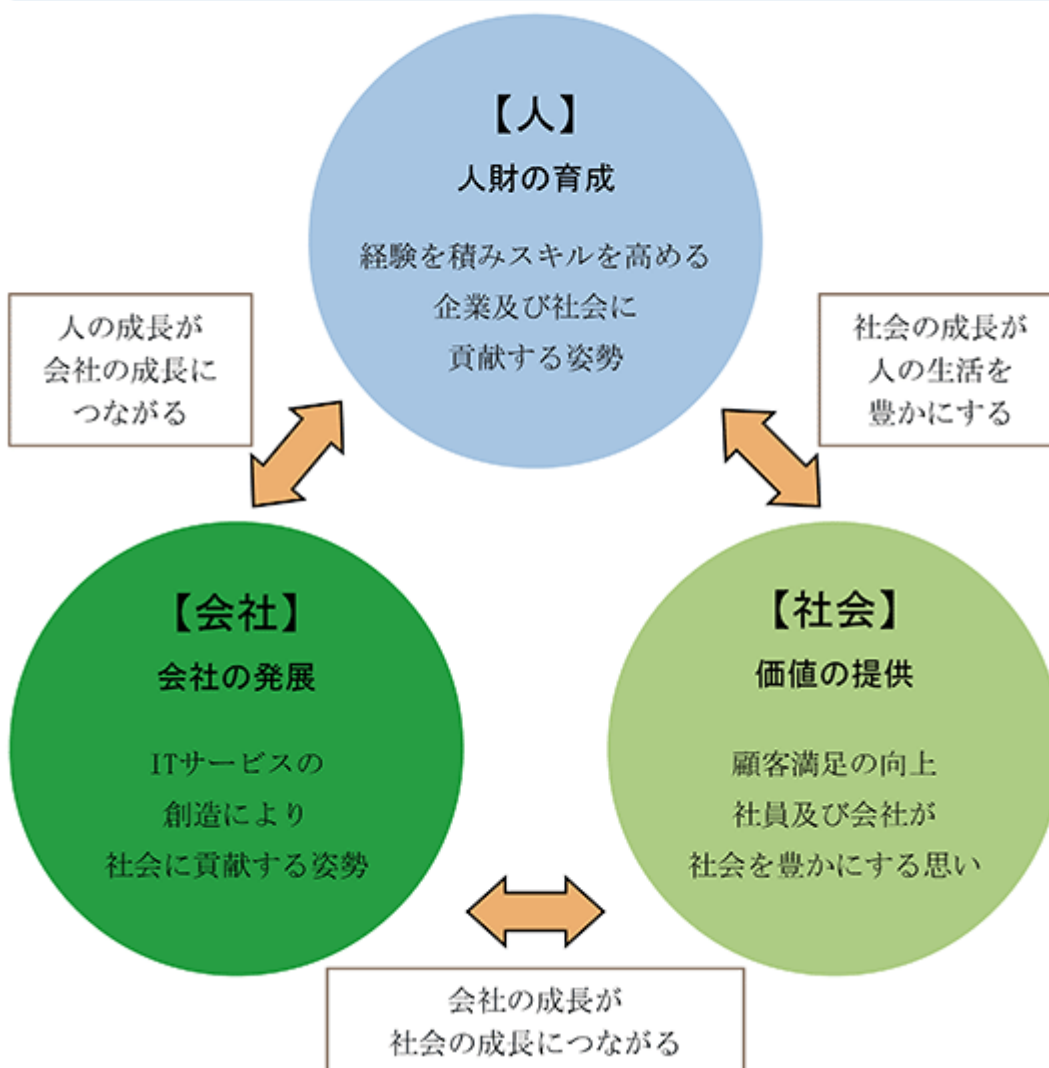 【人】
人財の育成
経験を積みスキルを高める
企業及び社会に
貢献する姿勢
人の成長が
会社の成長に
つながる
社会の成長が
人の生活を
豊かにする
【会社】
会社の発展
ITサービスの
創造により
社会に貢献する姿勢
【社会】
価値の提供
顧客満足の向上
社員及び会社が
社会を豊かにする思い
会社の成長が
社会の成長につながる